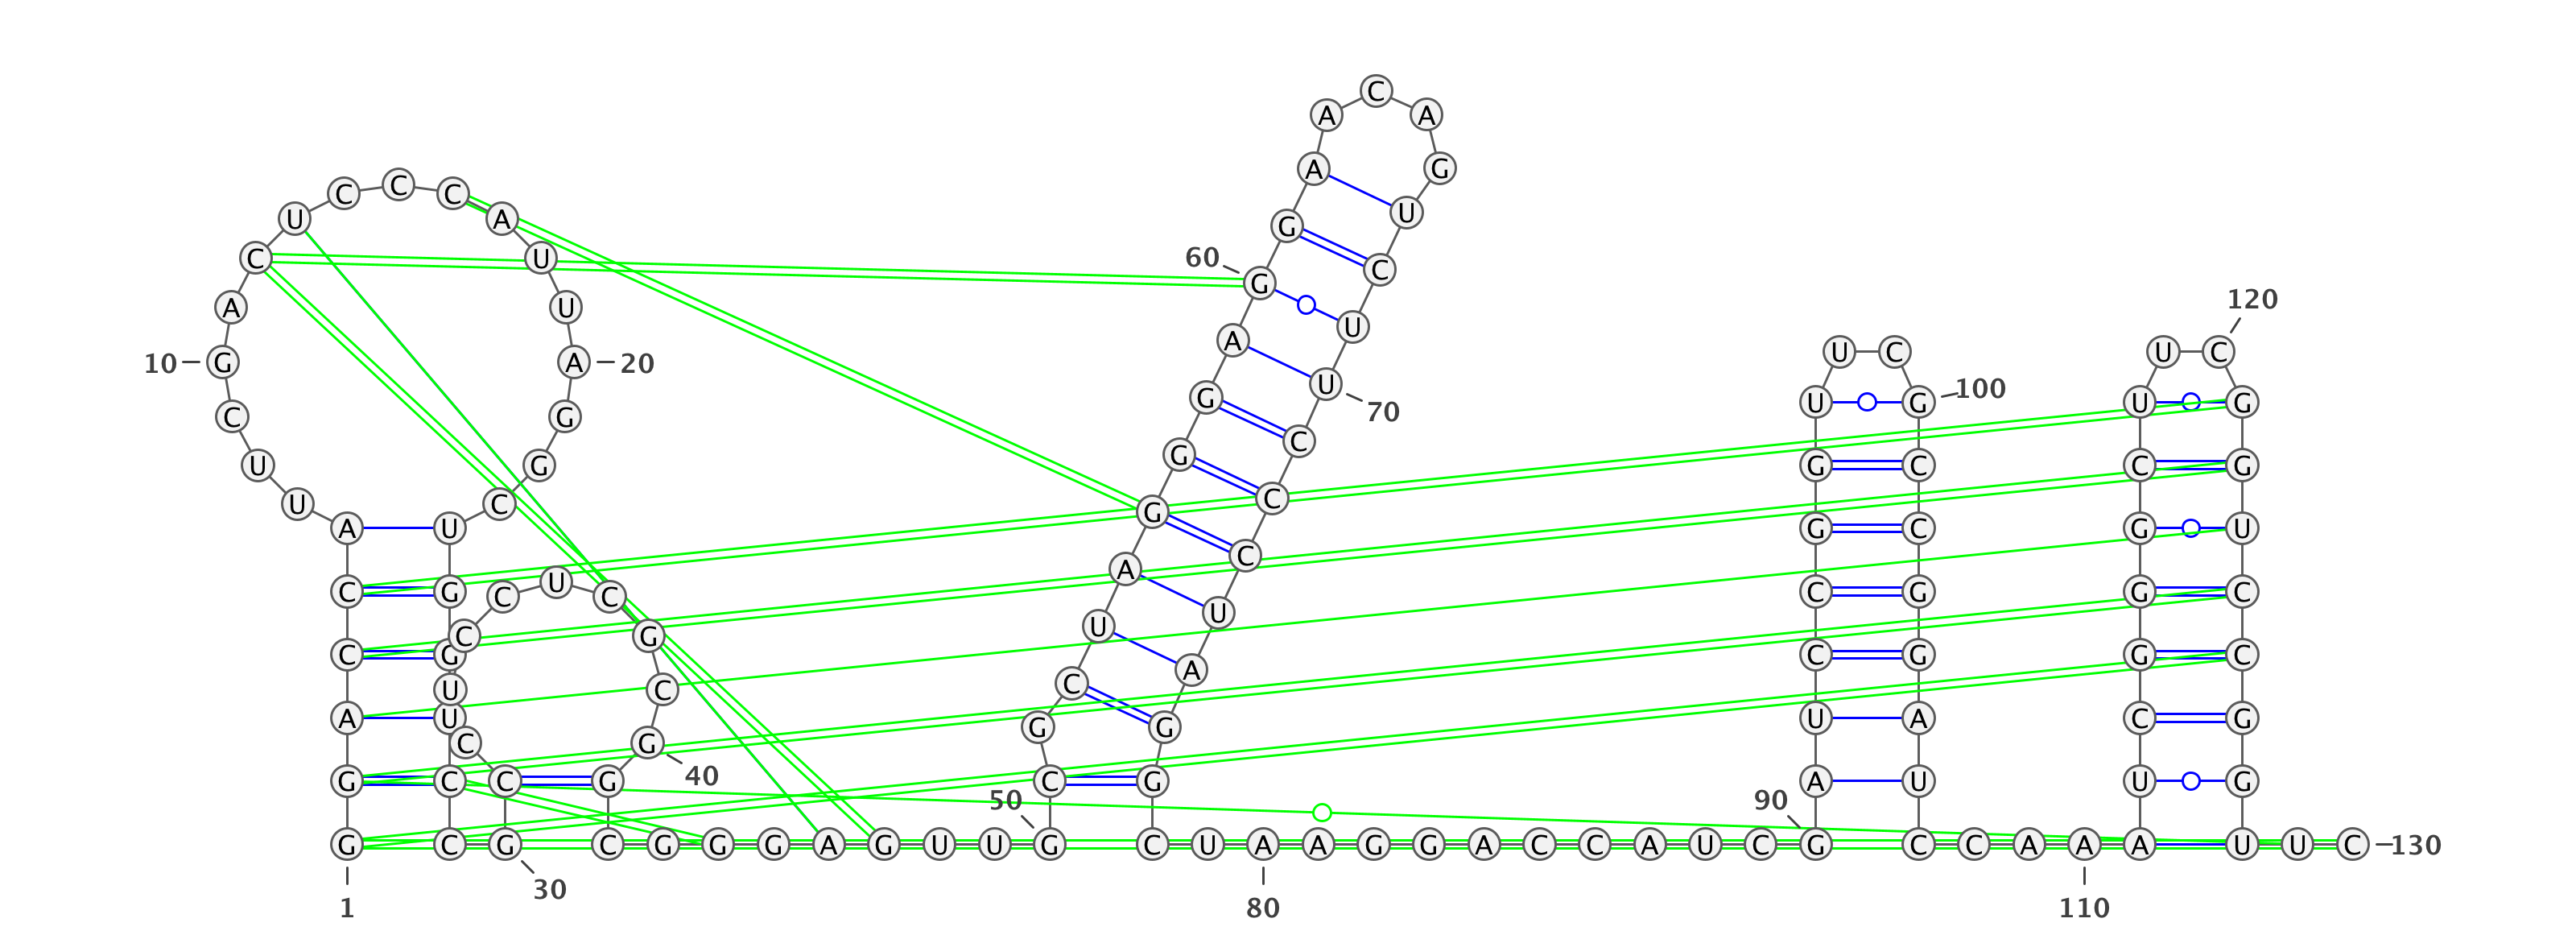 C
A A
A G
C C C
U A G U
C U 60 C
G
120
A U U
A U C U C
10 G A 20
U 100
G U G U G
70
C G
C
G
U G G C C G
C
U C
G
A U G C G U
C
A
U
C G C G G C
C C
U
U
C G
C G C G G C
A
C
U C
A U U A C G
G G
C G
40
G C C G C G A U U G
50 90
G C G C G G G A G U U G C U A A G G A C C A U C G C C A A A U U C 130
30
1 80 110